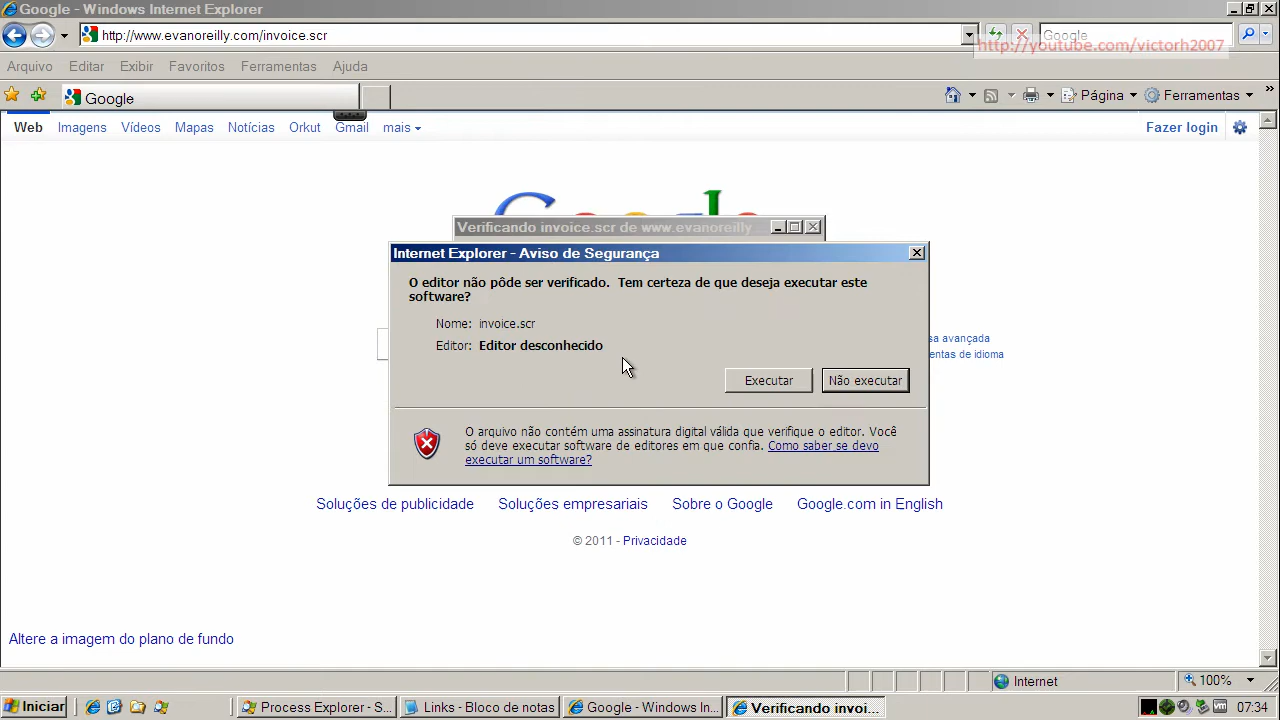 Google - Windows Internet Explorer
http://www.evanoreilly.com/invoice.scr
Google
http://youtube.com/victorh2007
Arquivo Editar Exibir Favoritos Ferramentas Ajuda
Google
Página Ferramentas »
Web Imagens Vídeos Mapas Notícias Orkut Gmail mais
Fazer login
Verificando invoice.scr de www.evanoreilly
Internet Explorer - Aviso de Segurança
O editor não pôde ser verificado. Tem certeza de que deseja executar este
software?
Nome: invoice.scr
Editor: Editor desconhecido
Executar Não executar
O arquivo não contém uma assinatura digital válida que verifique o editor. Você
só deve executar software de editores em que confia. Como saber se devo
executar um software?
avançada
de idioma
Soluções de publicidade Soluções empresariais Sobre o Google Google.com in English
© 2011 - Privacidade
Altere a imagem do plano de fundo
Internet 100%
Iniciar Process Explorer - S... Links - Bloco de notas Google - Windows In... Verificando invoi... 07:34